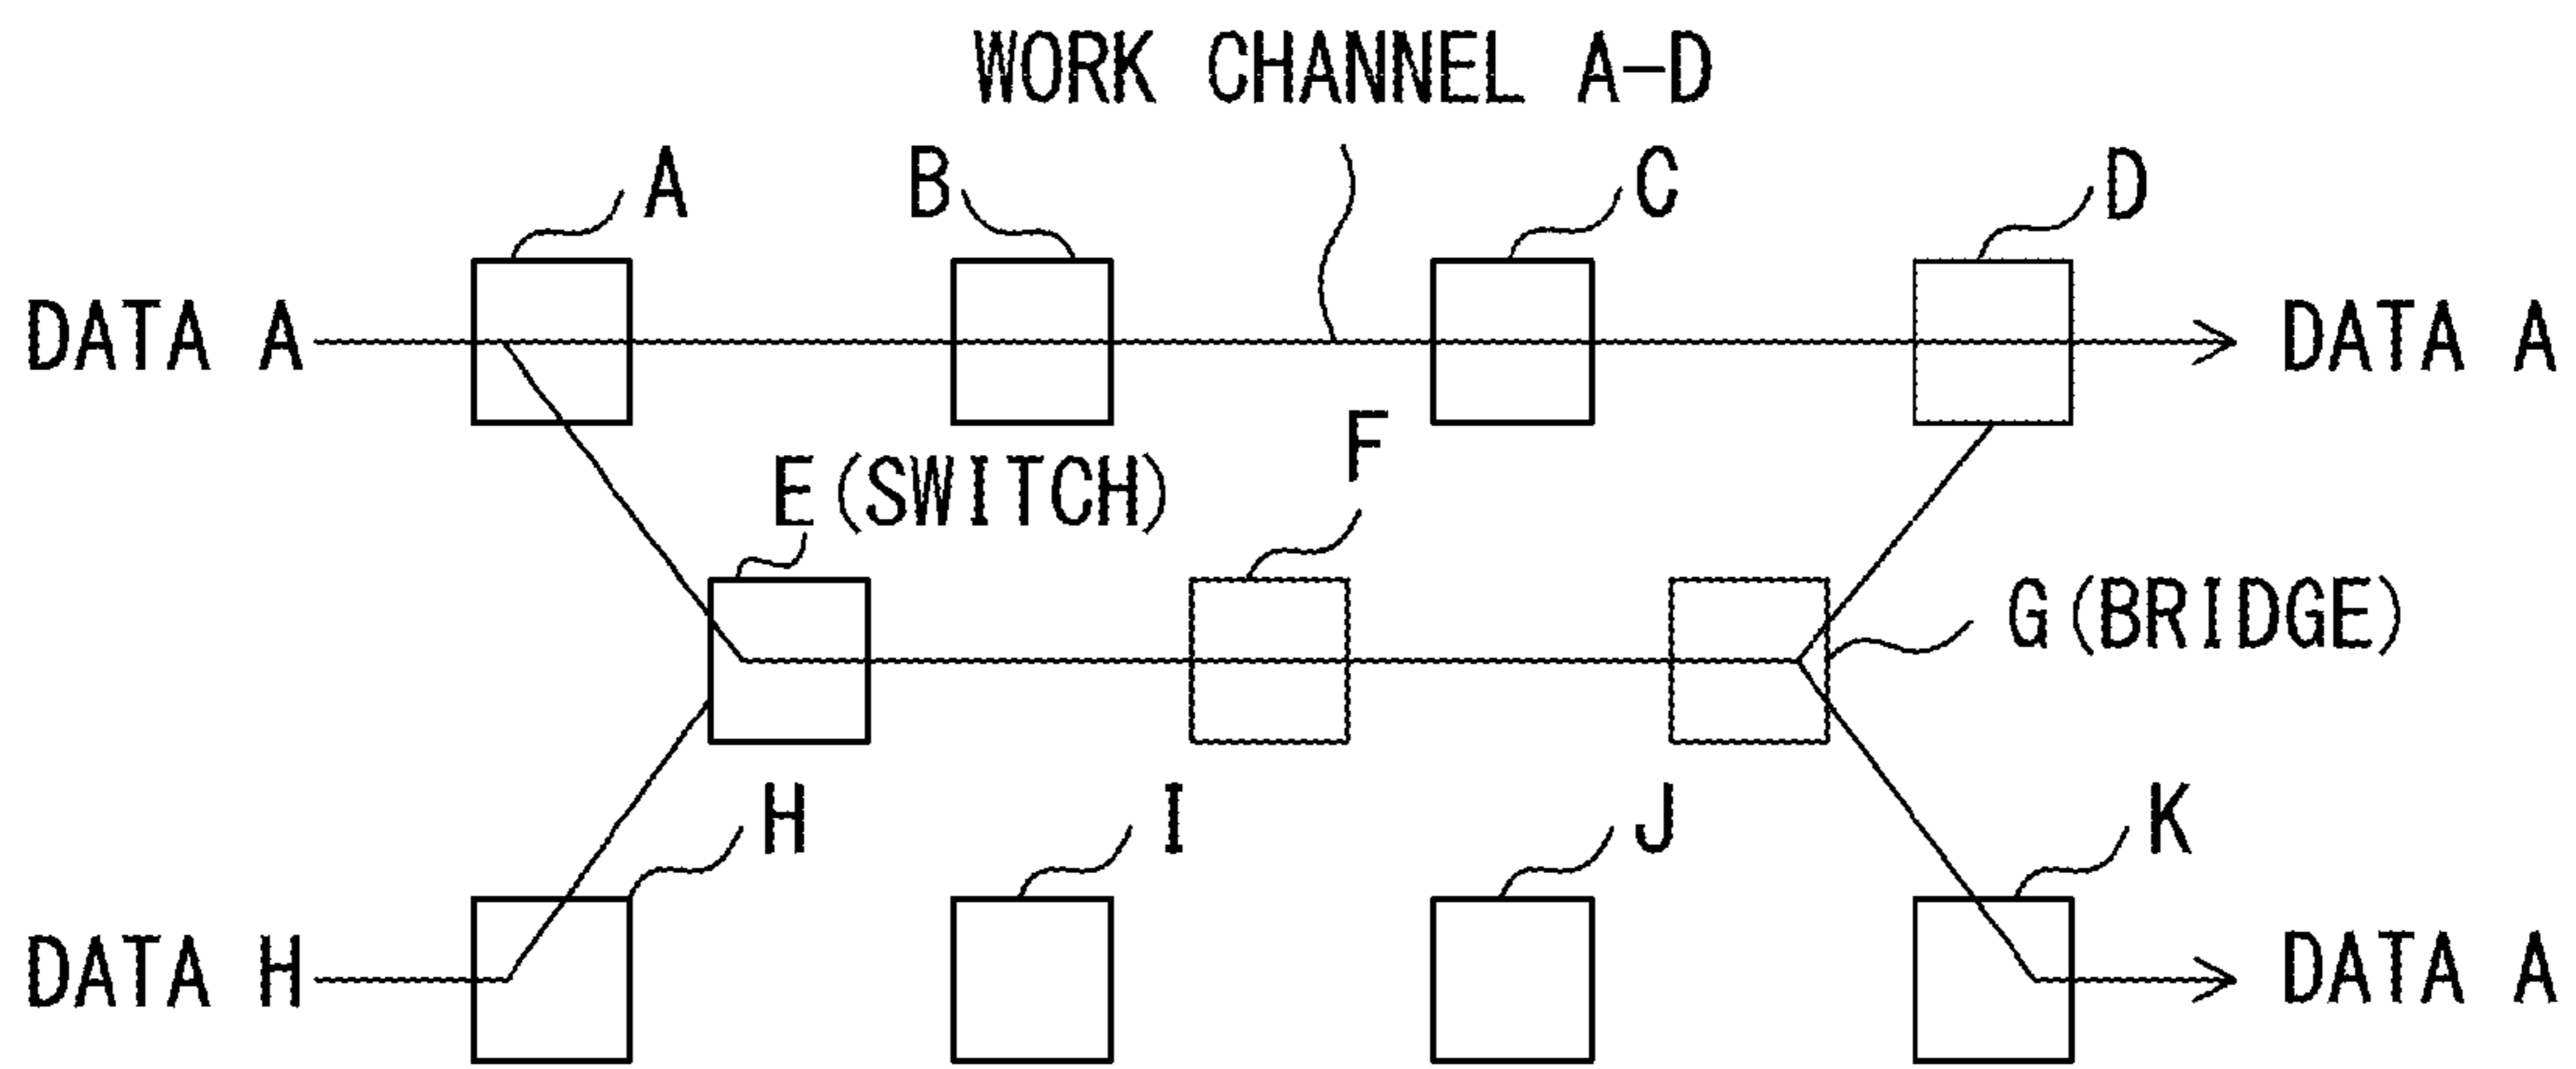 WORK CHANNEL A-D
A
B
C
D
DATA A
DATA A
E(SWITCH)
F
G(BRIDGE)
H
I
J
K
DATA H
DATA A